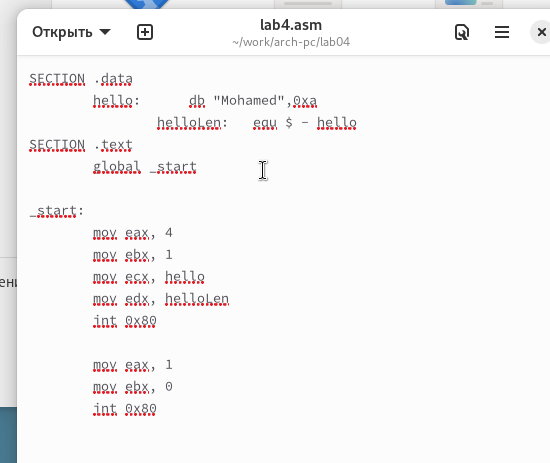 Открыть
lab4.asm
~/work/arch-pc/lab04
SECTION .data
hello: db "Mohamed",0xa
helloLen: equ $ - hello
SECTION .text
global _start
_start:
mov eax, 4
mov ebx, 1
mov ecx, hello
mov edx, helloLen
int 0x80
mov eax, 1
mov ebx, 0
int 0x80